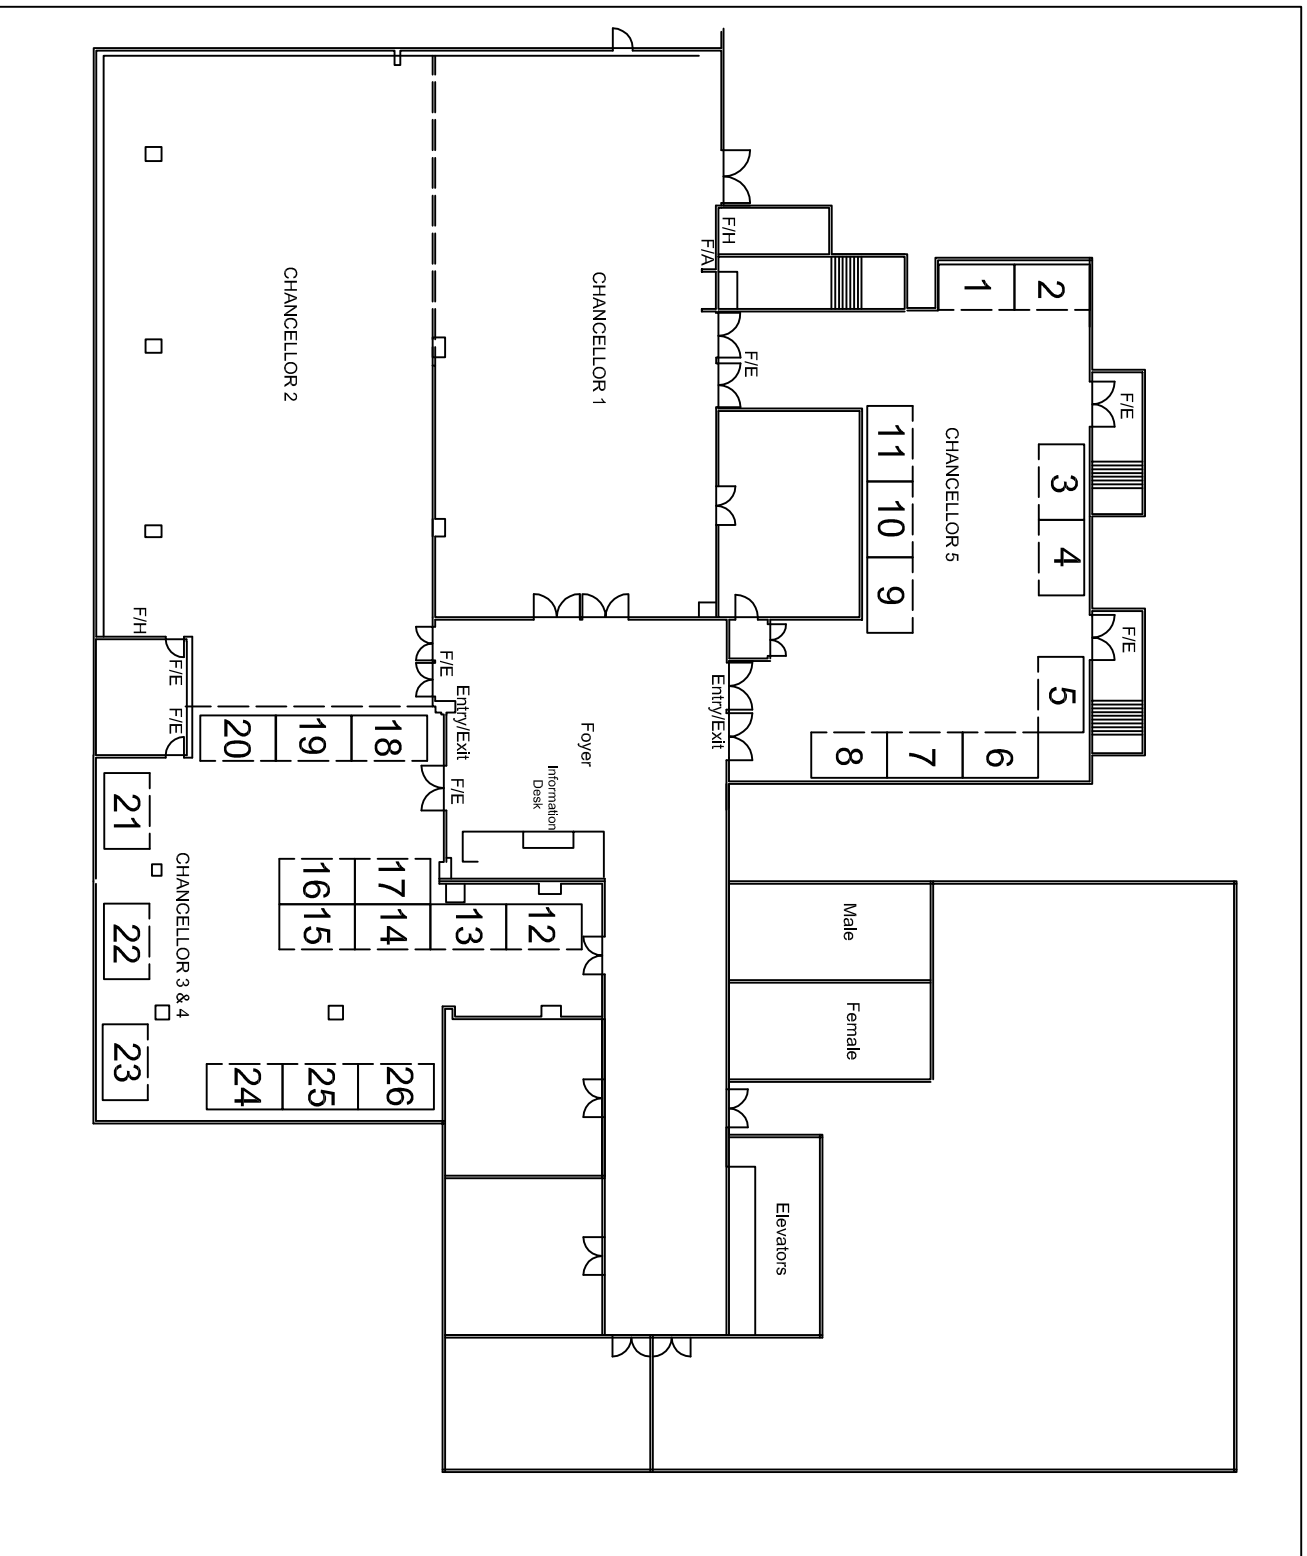 F/H
F/A
1
2
CHANCELLOR 2
CHANCELLOR 1
F/E
F/E
11
10
9
CHANCELLOR 5
3
4
F/H
F/E
F/E
F/E
Entry/Exit
F/E
Entry/Exit
F/E
5
20
19
18
Foyer
Information
Desk
8
7
6
21
CHANCELLOR 3 & 4
16
17
15
14
13
12
22
Male
Female
23
24
25
26
Elevators